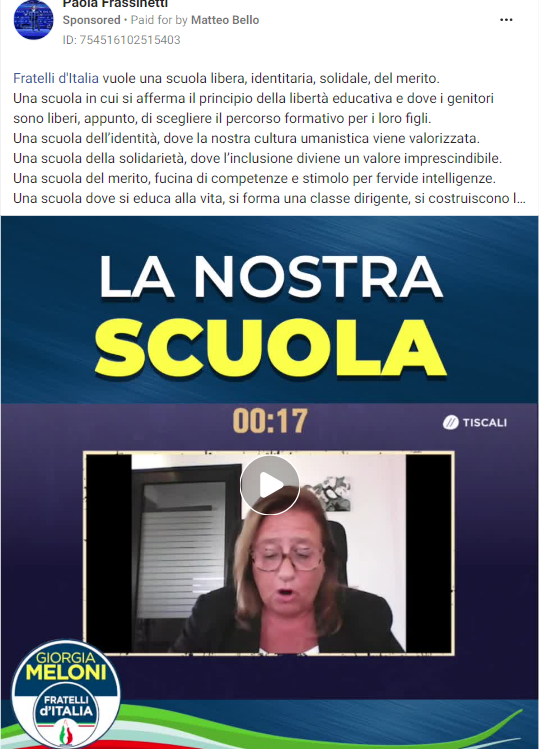 Paola Frassinetti
Sponsored • Paid for by Matteo Bello
ID: 754516102515403
Fratelli d'Italia vuole una scuola libera, identitaria, solidale, del merito.
Una scuola in cui si afferma il principio della libertà educativa e dove i genitori
sono liberi, appunto, di scegliere il percorso formativo per i loro figli.
Una scuola dell'identità, dove la nostra cultura umanistica viene valorizzata.
Una scuola della solidarietà, dove l'inclusione diviene un valore imprescindibile.
Una scuola del merito, fucina di competenze e stimolo per fervide intelligenze.
Una scuola dove si educa alla vita, si forma una classe dirigente, si costruiscono l...
LA NOSTRA
SCUOLA
00:17
TISCALI
GIORGIA
MELONI
FRATELLI
d'ITALIA